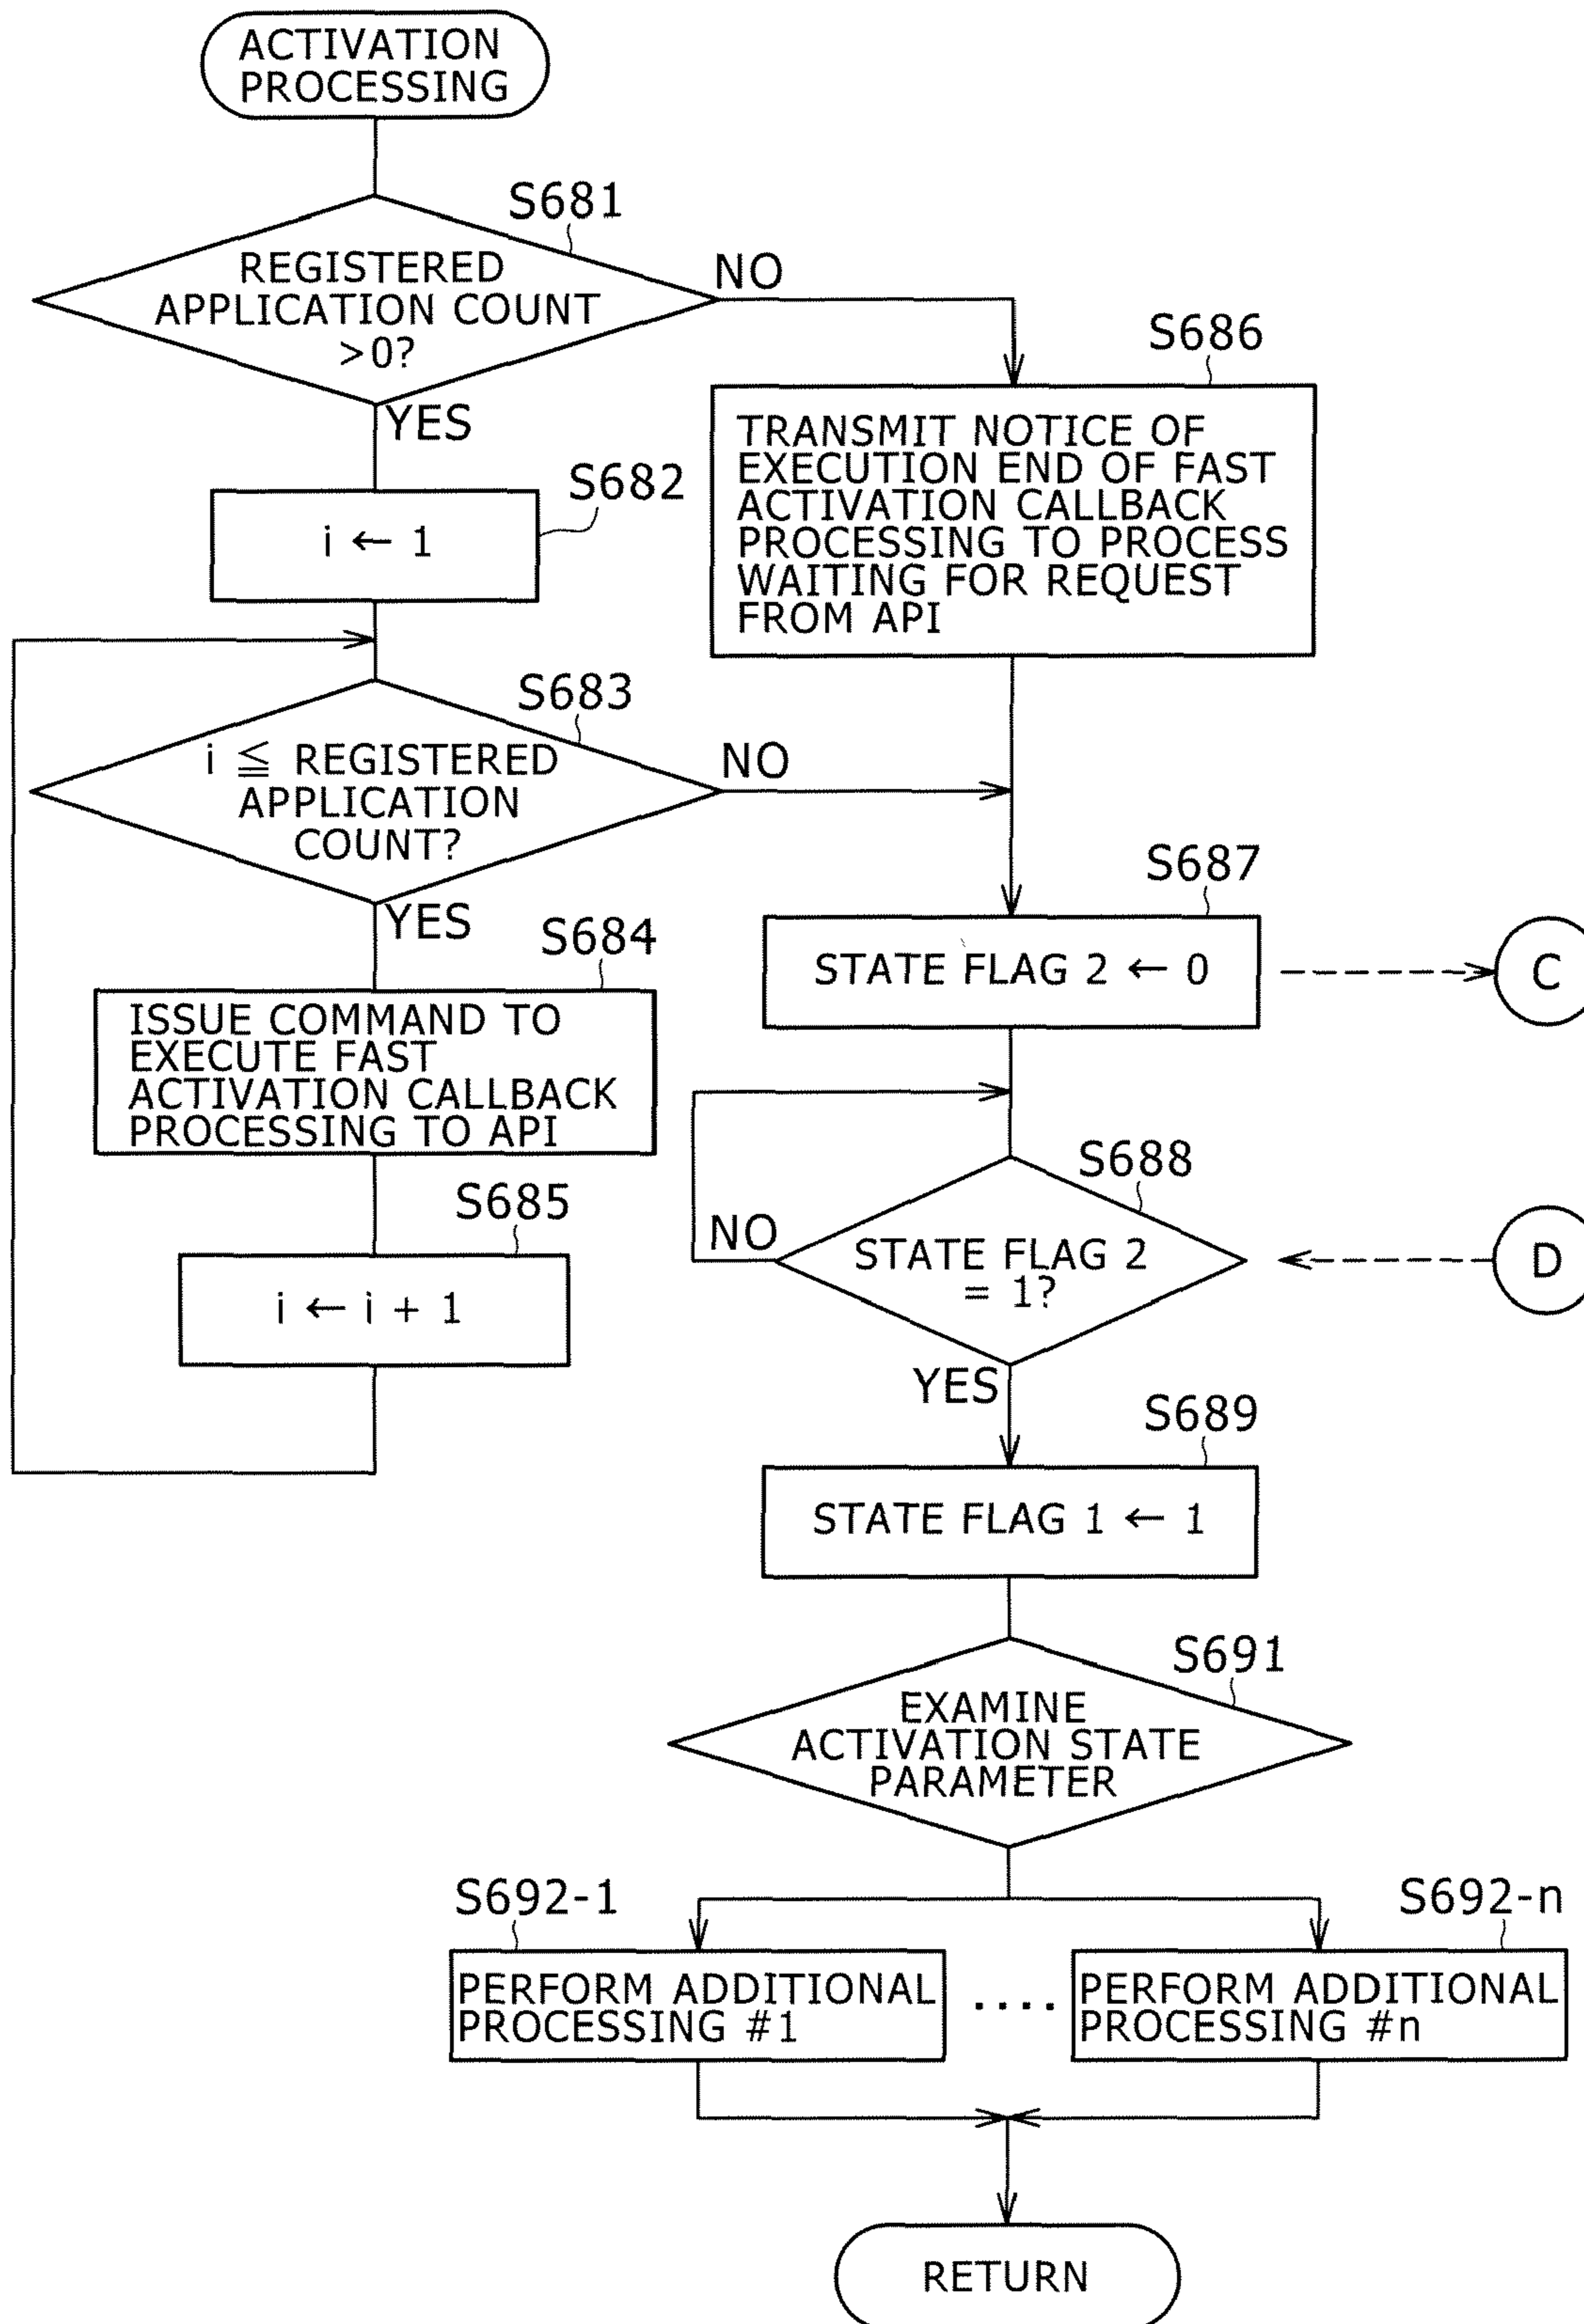 ACTIVATION
PROCESSING
S681
REGISTERED
APPLICATION COUNT
>0?
NO
YES
S682
i ← 1
S683
i ≦ REGISTERED
APPLICATION
COUNT?
NO
YES
S684
ISSUE COMMAND TO
EXECUTE FAST
ACTIVATION CALLBACK
PROCESSING TO API
S685
i ← i + 1
S686
TRANSMIT NOTICE OF
EXECUTION END OF FAST
ACTIVATION CALLBACK
PROCESSING TO PROCESS
WAITING FOR REQUEST
FROM API
S687
STATE FLAG 2 ← 0
C
S688
NO
STATE FLAG 2
= 1?
D
YES
S689
STATE FLAG 1 ← 1
S691
EXAMINE
ACTIVATION STATE
PARAMETER
S692-1
PERFORM ADDITIONAL
PROCESSING #1
....
S692-n
PERFORM ADDITIONAL
PROCESSING #n
RETURN